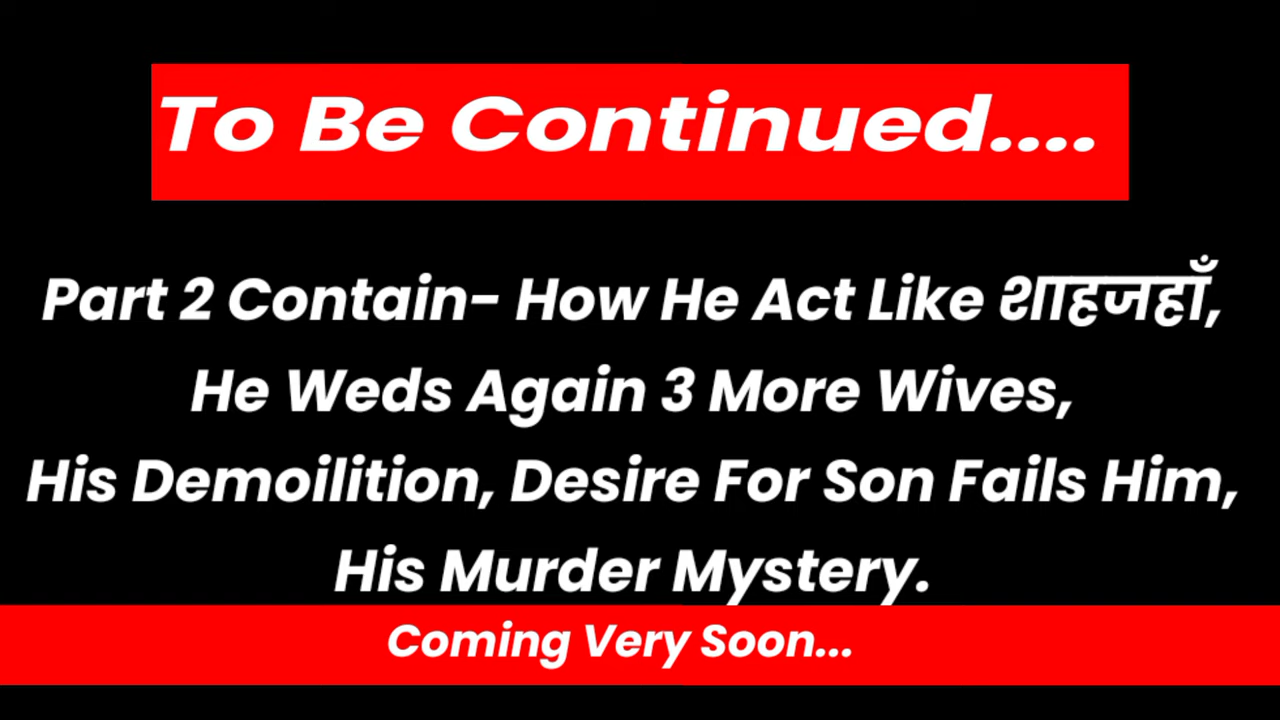 To Be Continued....
Part 2 Contain- How He Act Like शाहजहाँ,
He Weds Again 3 More Wives,
His Demoilition, Desire For Son Fails Him,
His Murder Mystery.
Coming Very Soon...